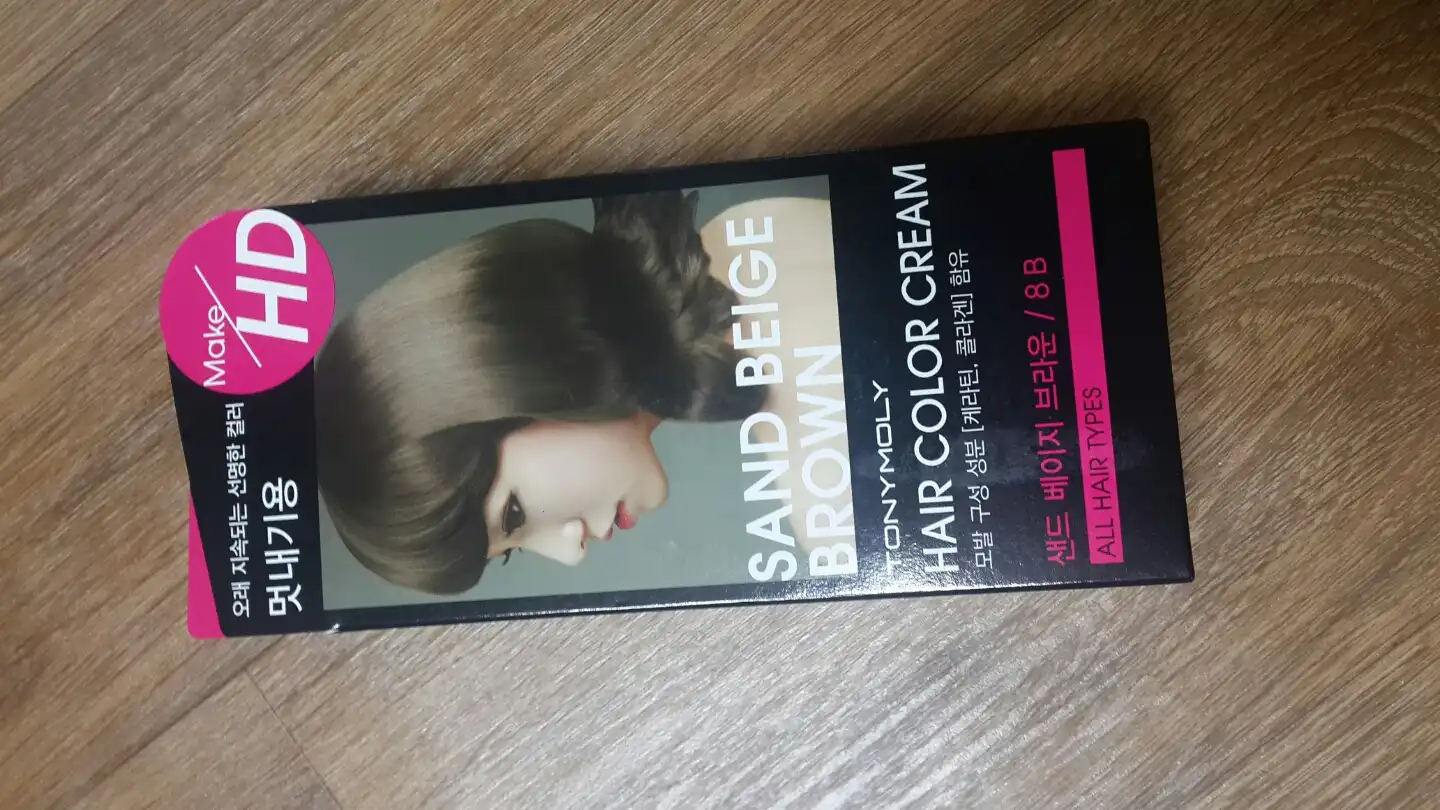 Make/
HD
오래 지속되는 선명한 컬러
멋내기용
SAND BEIGE
BROWN
TONYMOLY
HAIR COLOR CREAM
모발 구성 성분 [케라틴, 콜라겐] 함유
샌드 베이지 브라운 / 8B
ALL HAIR TYPES